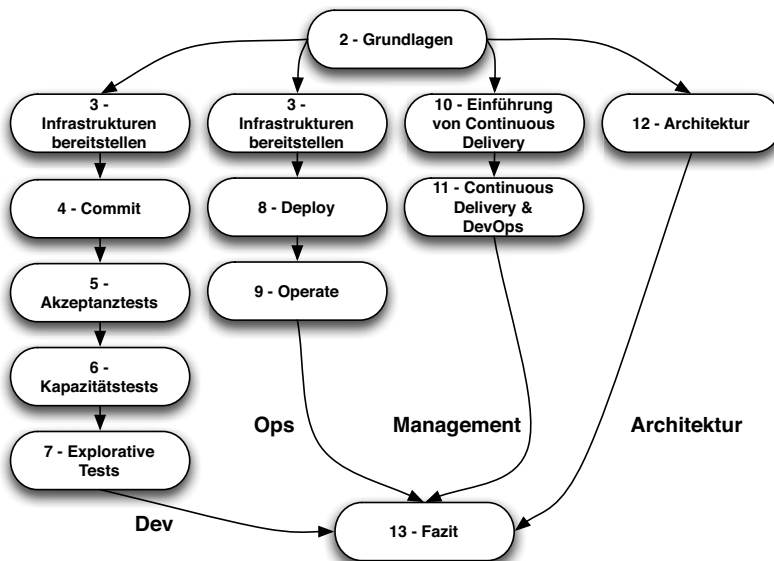 2 - Grundlagen
3 -
Infrastrukturen
bereitstellen
3 -
Infrastrukturen
bereitstellen
10 - Einführung
von Continuous
Delivery
12 - Architektur
4 - Commit
8 - Deploy
11 - Continuous
Delivery &
DevOps
5 -
Akzeptanztests
9 - Operate
6 -
Kapazitätstests
7 - Explorative
Tests
Ops
Management
Architektur
Dev
13 - Fazit